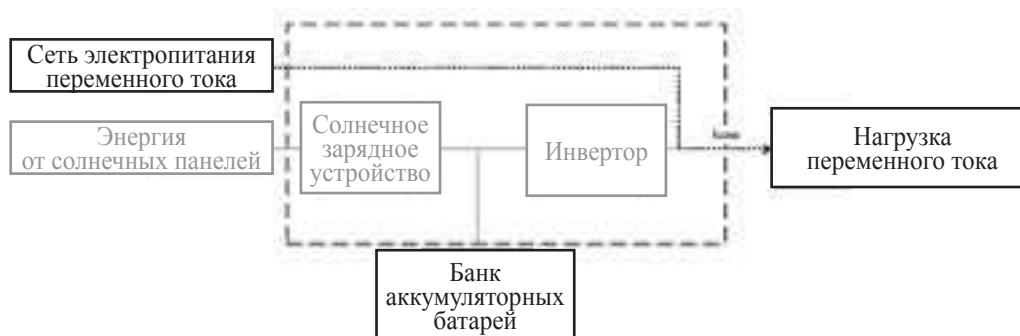 Сеть электропитания
переменного тока
Энергия
от солнечных панелей
Солнечное
зарядное
устройство
Инвертор
Нагрузка
переменного тока
Банк
аккумуляторных
батарей